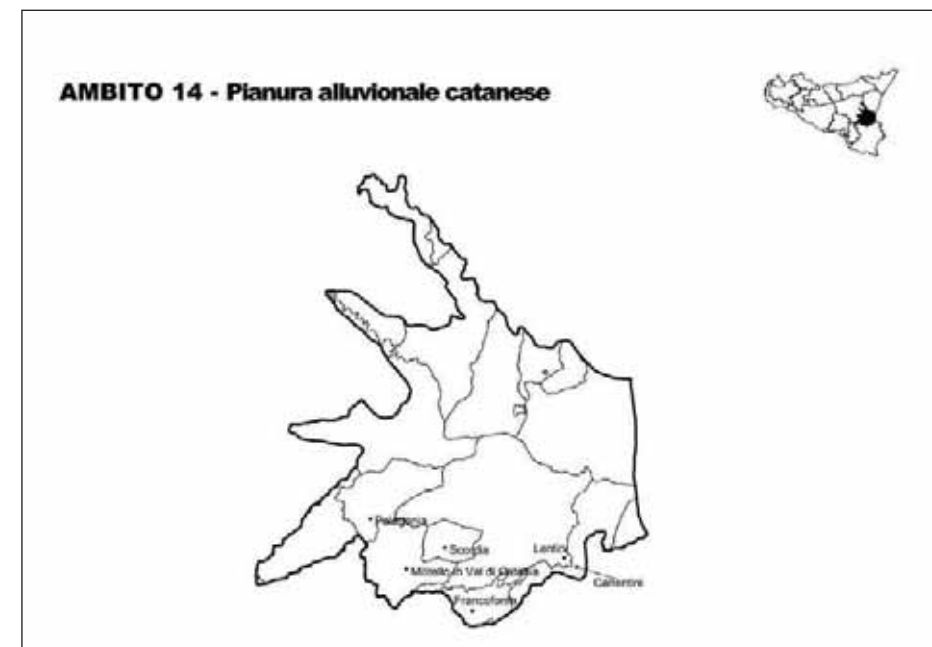 AMBITO 14 - Pianura alluvionale catanese
Palagonia
Scordia
Lentini
Militello in Val di Catania
Carlentini
Francofonte